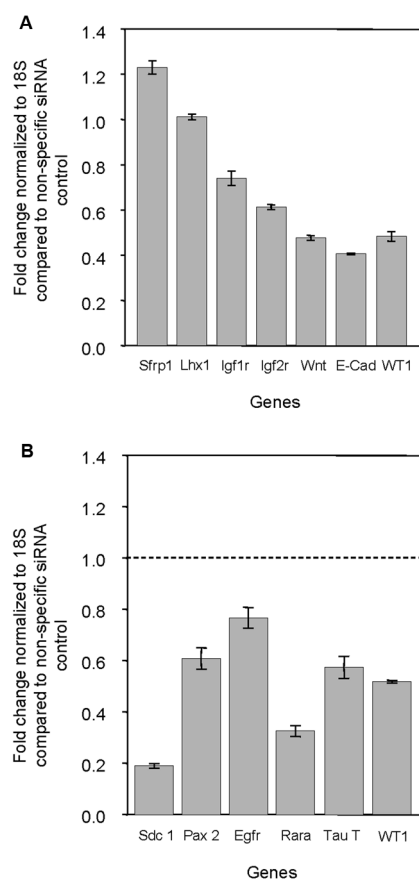 A
Fold change normalized to 18S
compared to non-specific siRNA
control
1.4
1.2
1.0
0.8
0.6
0.4
0.2
0.0
Sfrp1 Lhx1 Igf1r Igf2r Wnt E-Cad WT1
Genes
B
Fold change normalized to 18S
compared to non-specific siRNA
control
1.4
1.2
1.0
0.8
0.6
0.4
0.2
0.0
Sdc 1 Pax 2 Egfr Rara Tau T WT1
Genes